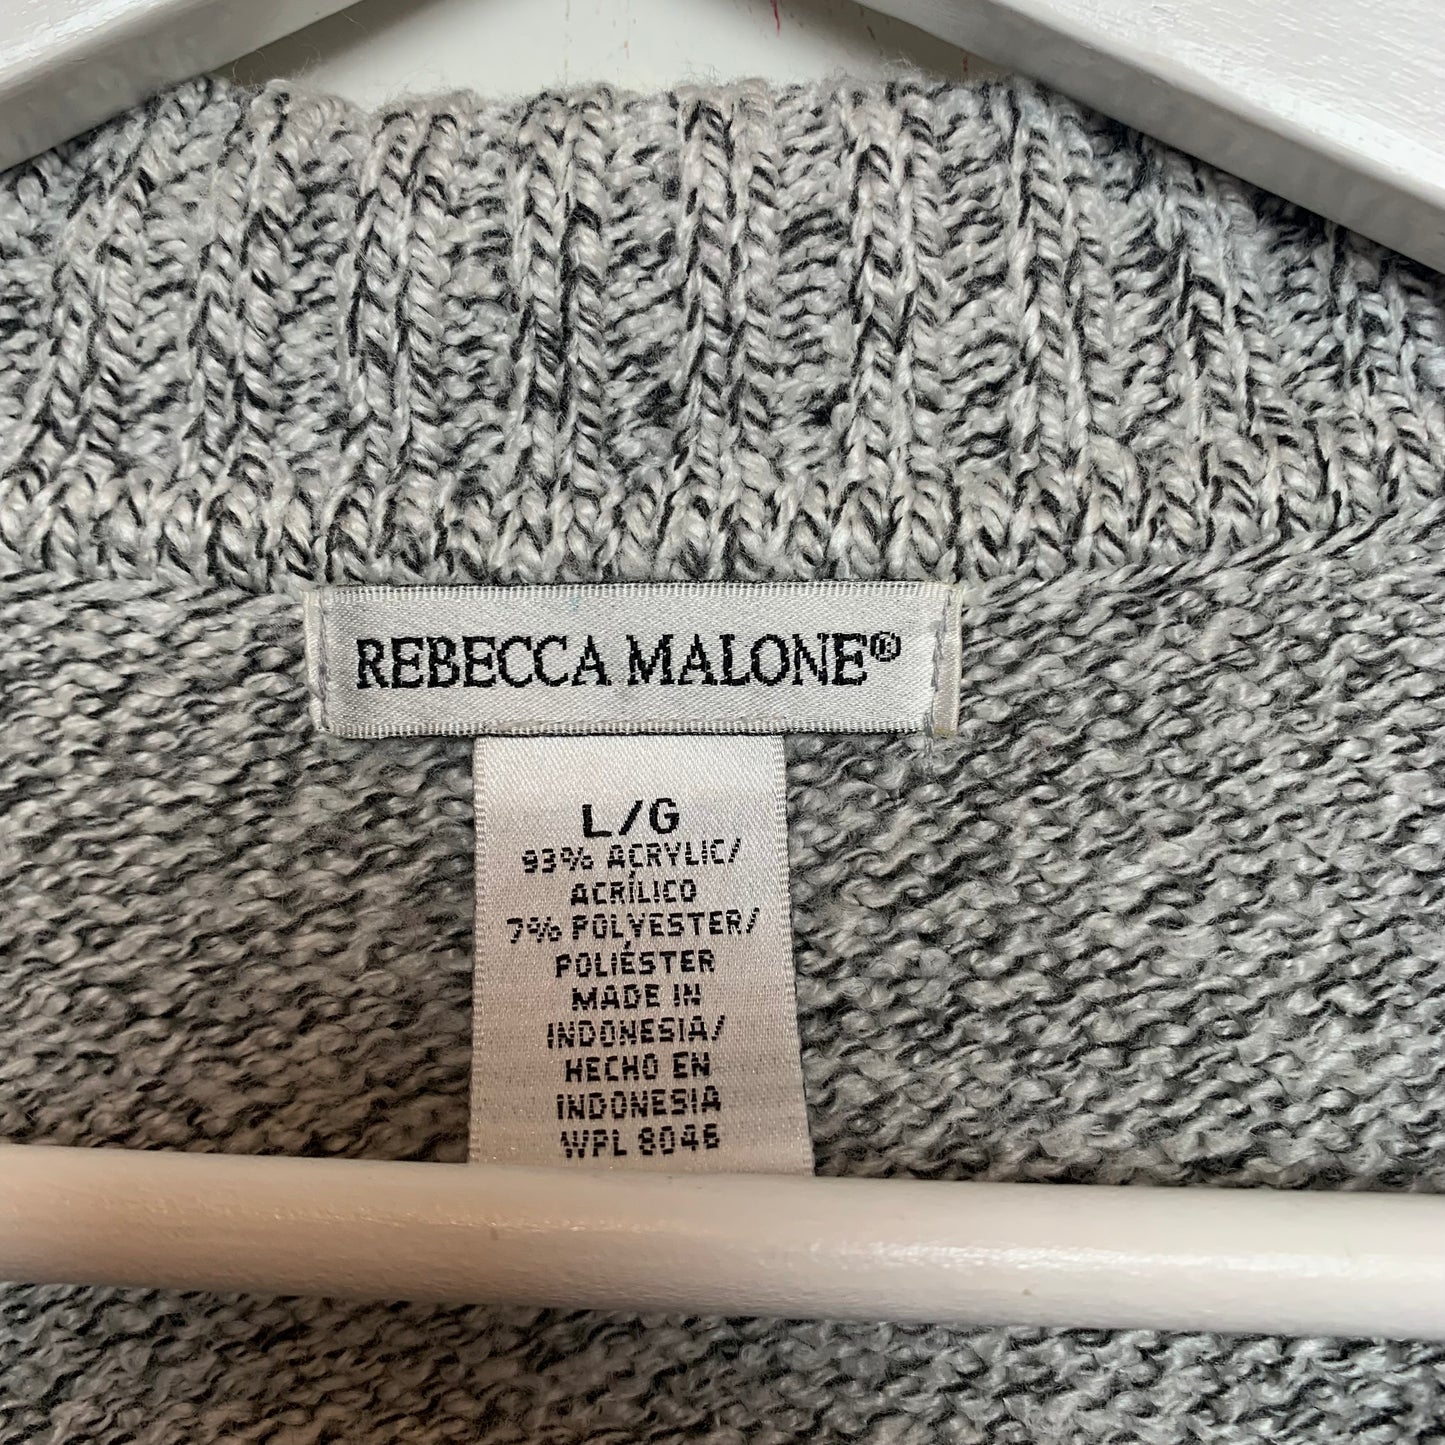 REBECCA MALONE®
L/G
93% ACRYLIC/
ACRÍLICO
7% POLYESTER/
POLIÉSTER
MADE IN
INDONESIA/
HECHO EN
INDONESIA
WPL 8046